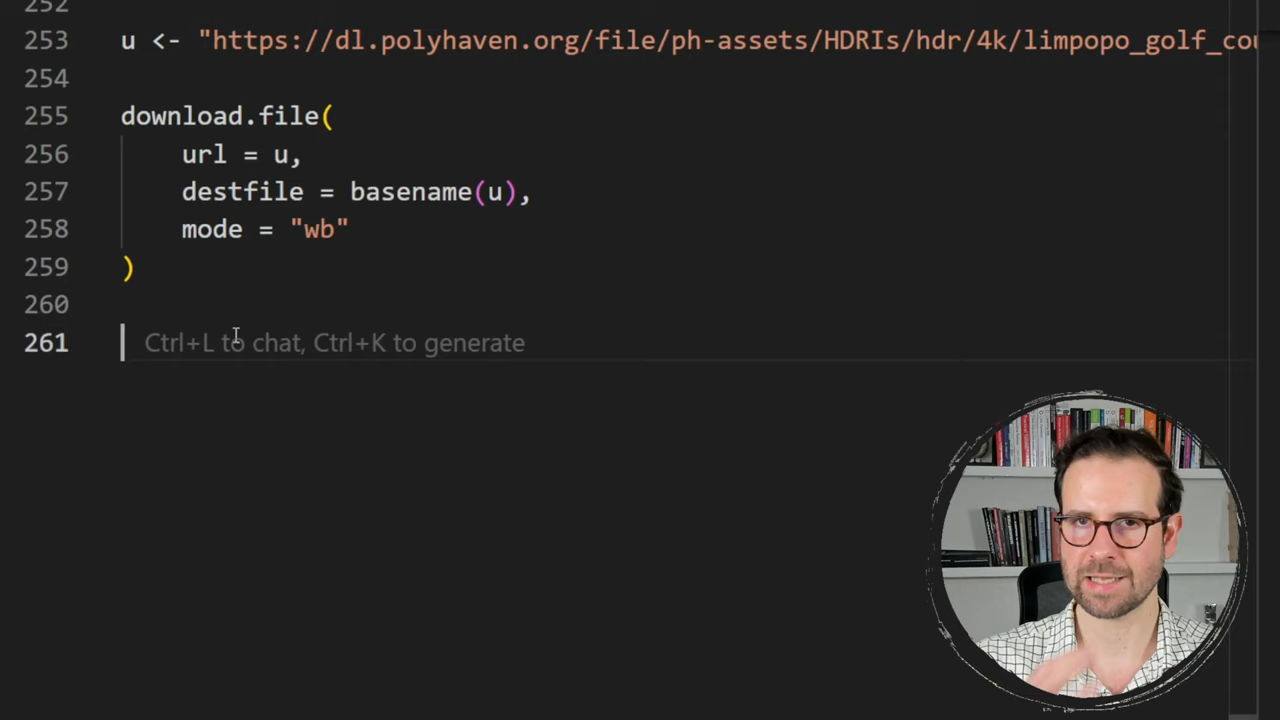 252
253 u <- "https://dl.polyhaven.org/file/ph-assets/HDRIs/hdr/4k/limpopo_golf_cou
254
255 download.file(
256 url = u,
257 destfile = basename(u),
258 mode = "wb"
259 )
260
261 Ctrl+L to chat, Ctrl+K to generate